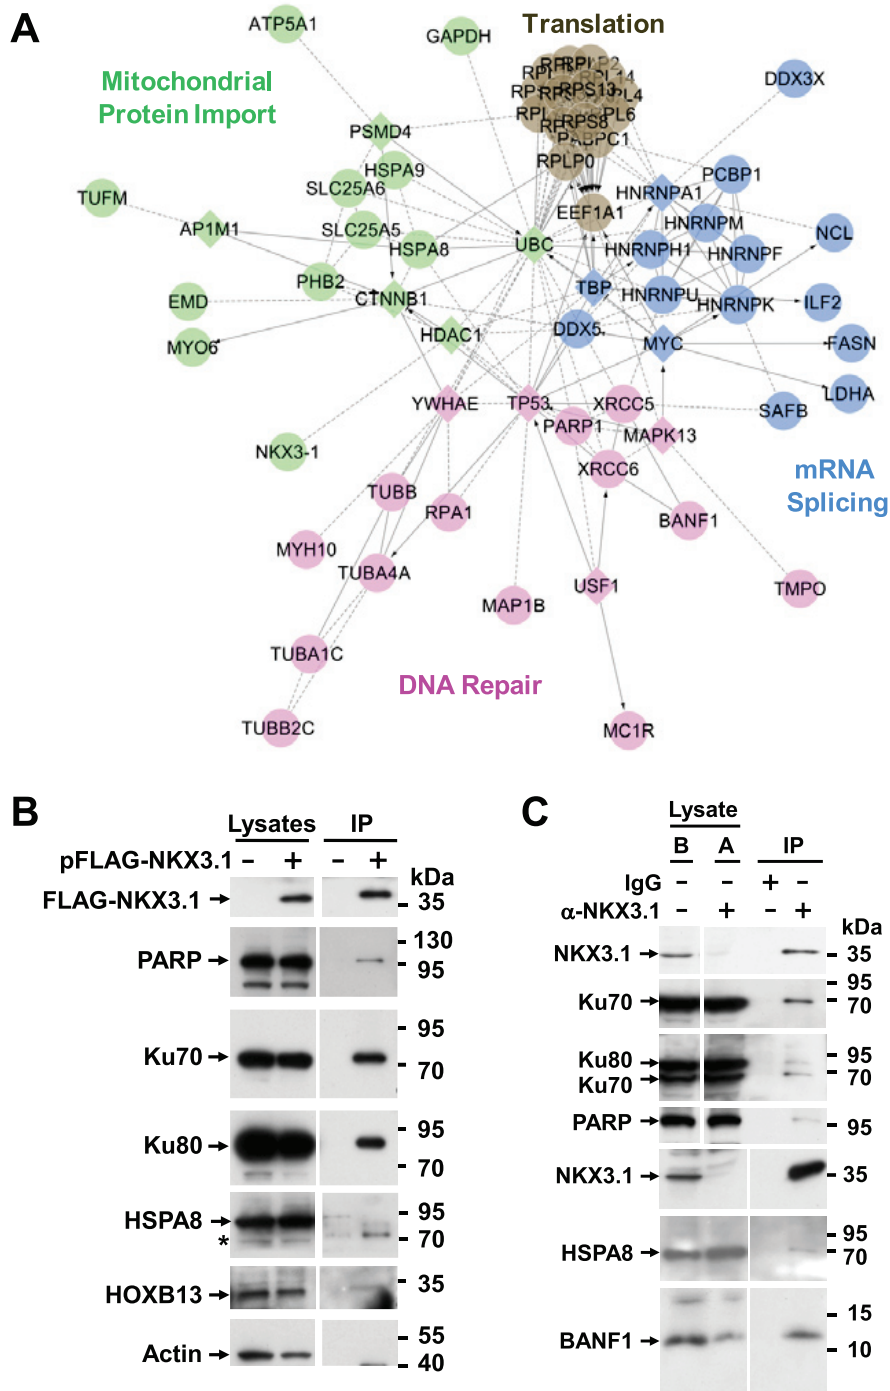 A
ATP5A1
GAPDH
Translation
Mitochondrial
Protein Import
DDX3X
RPS13
RPL4
RPL6
RPS8
PABPC1
RPLP0
PSMD4
HSPA9
SLC25A6
TUFM
AP1M1
SLC25A5
HSPA8
UBC
EEF1A1
HNRNPA1
PCBP1
HNRNPM
NCL
HNRNPH1
HNRNPF
PHB2
CTNNB1
TBP
HNRNPU
HNRNPK
ILF2
EMD
MYO6
HDAC1
DDX5
MYC
FASN
LDHA
YWHAE
TP53
XRCC5
SAFB
PARP1
MAPK13
NKX3-1
XRCC6
mRNA
Splicing
TUBB
RPA1
BANF1
MYH10
TUBA4A
MAP1B
USF1
TMPO
TUBA1C
DNA Repair
TUBB2C
MC1R
B
Lysates IP
pFLAG-NKX3.1 – + – +
kDa
FLAG-NKX3.1 35
PARP 130
95
Ku70 95
70
Ku80 95
70
HSPA8 95
* 70
HOXB13 35
Actin 55
40
C
Lysate
B A IP
IgG – – + –
α-NKX3.1 – + – +
kDa
NKX3.1 35
95
Ku70 70
Ku80 95
Ku70 70
PARP 95
NKX3.1 35
95
HSPA8 70
15
BANF1 10